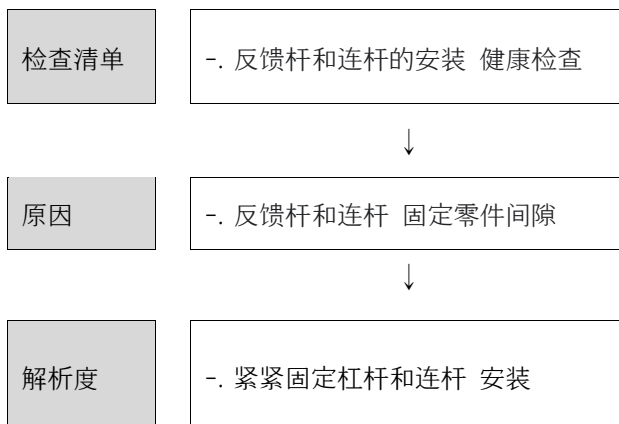 检查清单
-. 反馈杆和连杆的安装 健康检查
↓
原因
-. 反馈杆和连杆 固定零件间隙
↓
解析度
-. 紧紧固定杠杆和连杆 安装